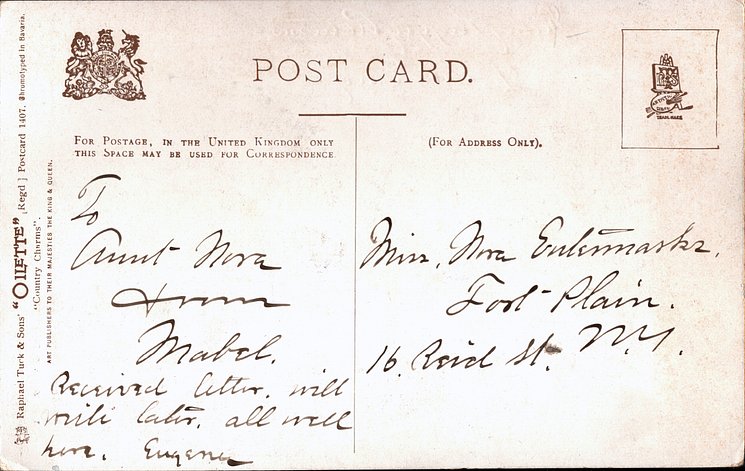 POST CARD.
FOR POSTAGE, IN THE UNITED KINGDOM ONLY
THIS SPACE MAY BE USED FOR CORRESPONDENCE.
(FOR ADDRESS ONLY).
Raphael Tuck & Sons' "OILETTE" [Regd.] Postcard 1407. Chromotyped in Bavaria.
"Country Charms".
ART PUBLISHERS TO THEIR MAJESTIES THE KING & QUEEN.
To
Aunt Nora
from
Mabel.
Received letter. will
write later. all well
here. Eugene
Miss. Nora
Fort Plain.
16. Reid St. N.Y.
TRADE MARK